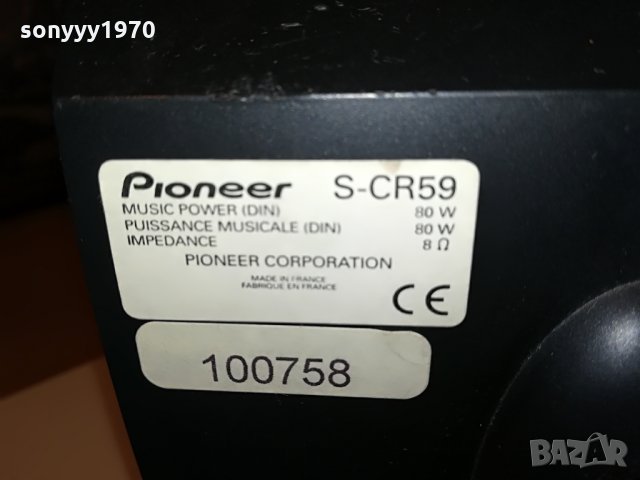 sonyyy1970
Pioneer S-CR59
MUSIC POWER (DIN) 80 W
PUISSANCE MUSICALE (DIN) 80 W
IMPEDANCE 8 Ω
PIONEER CORPORATION
MADE IN FRANCE
FABRIQUE EN FRANCE
CE
100758
BAZAR